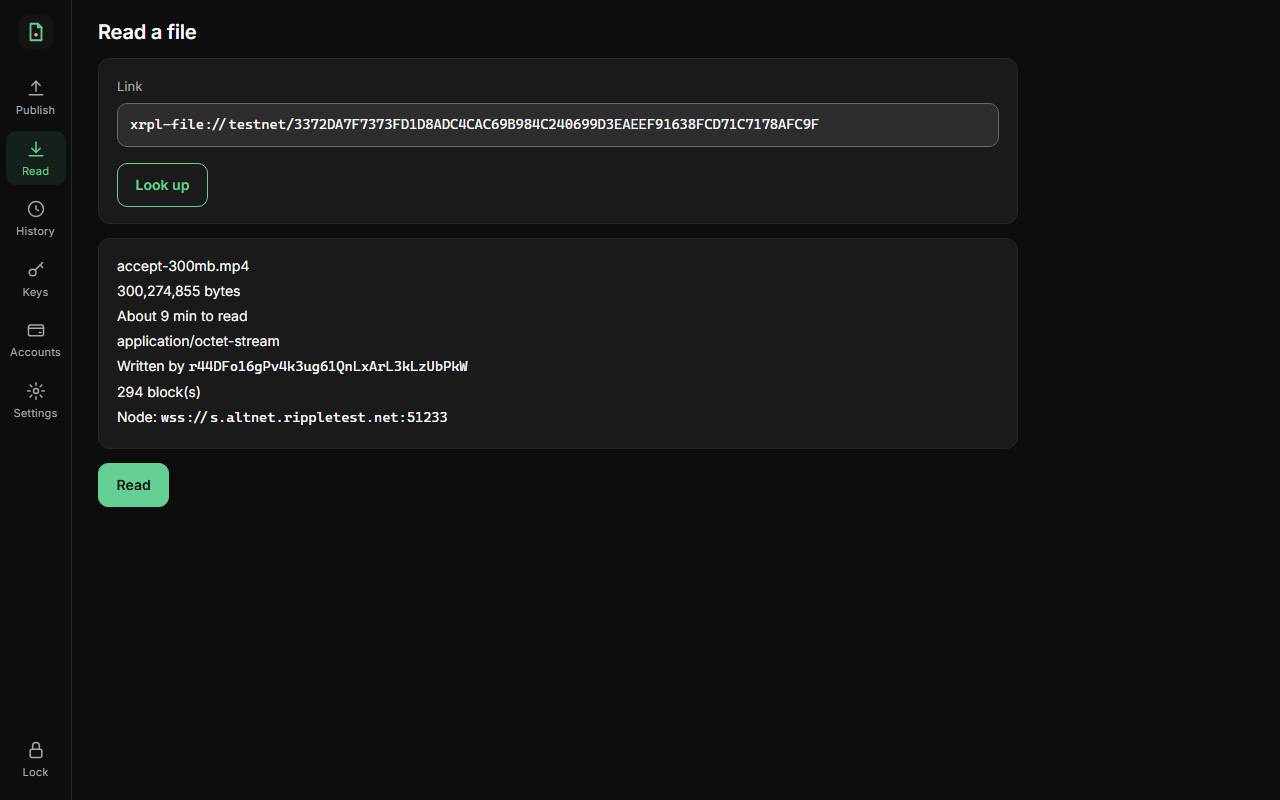 Read a file
Publish
Read
History
Keys
Accounts
Settings
Lock
Link
xrpl-file://testnet/3372DA7F7373FD1D8ADC4CAC69B984C240699D3EAEEF91638FCD71C7178AFC9F
Look up
accept-300mb.mp4
300,274,855 bytes
About 9 min to read
application/octet-stream
Written by r44DFo16gPv4k3ug61QnLxArL3kLzUbPkW
294 block(s)
Node: wss://s.altnet.rippletest.net:51233
Read